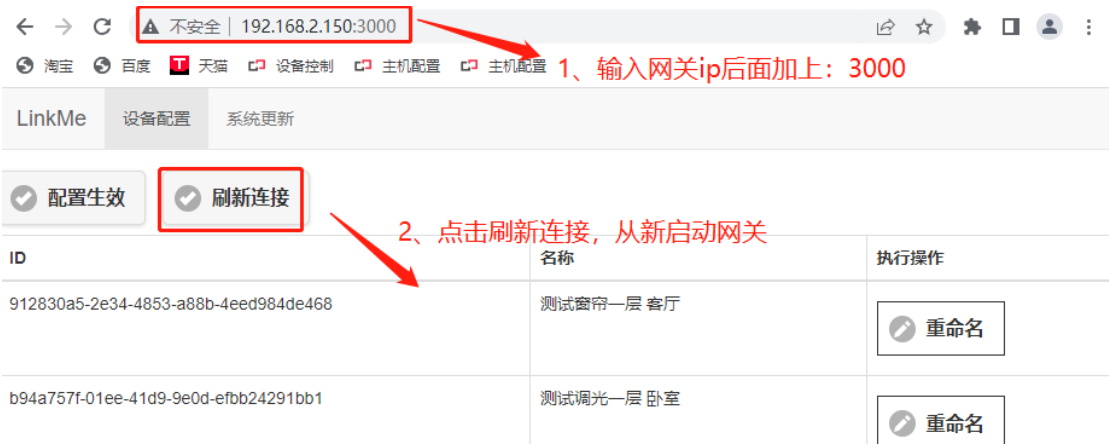 不安全 | 192.168.2.150:3000
淘宝 百度 T 天猫 设备控制 主机配置 主机配置
1、输入网关ip后面加上：3000
LinkMe 设备配置 系统更新
配置生效 刷新连接
2、点击刷新连接，从新启动网关
ID 名称 执行操作
912830a5-2e34-4853-a88b-4eed984de468 测试窗帘一层 客厅
重命名
b94a757f-01ee-41d9-9e0d-efbb24291bb1 测试调光一层 卧室
重命名